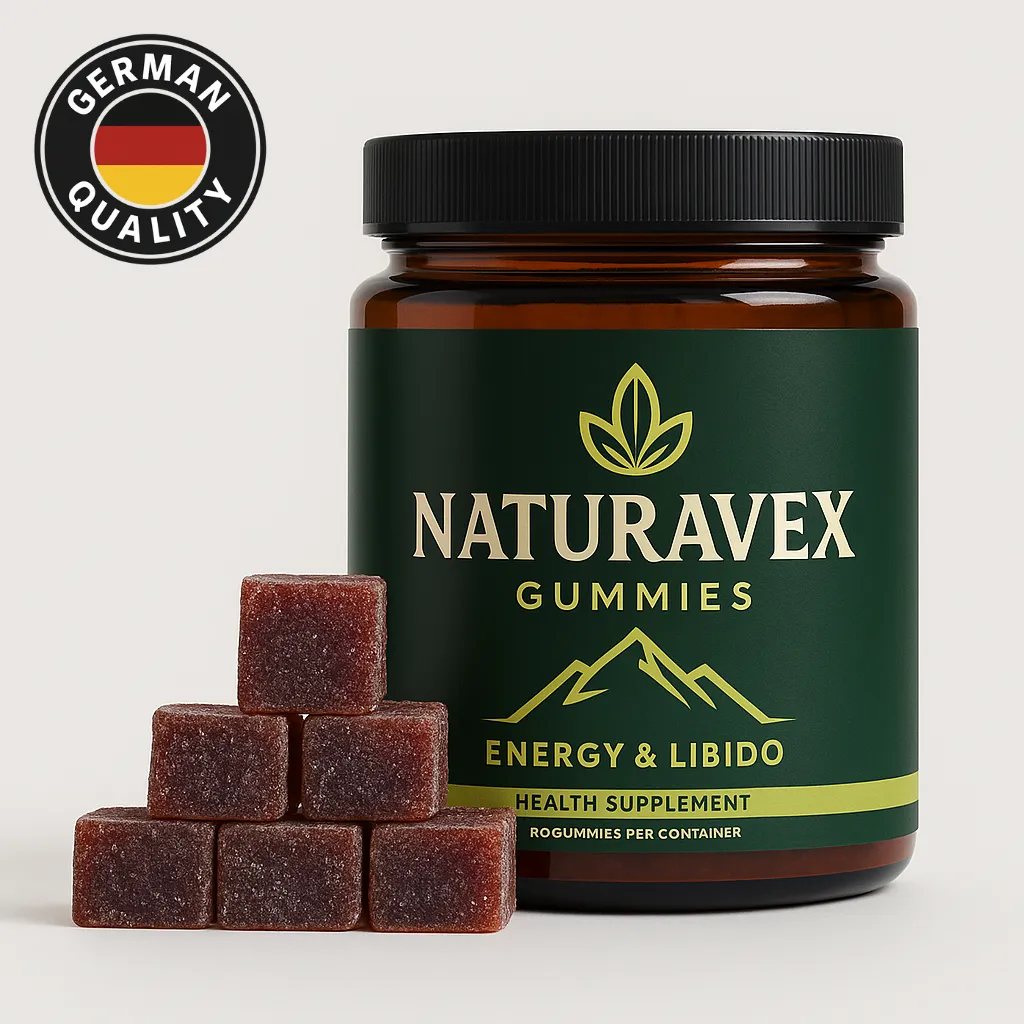 GERMAN
QUALITY
NATURAVEX
GUMMIES
ENERGY & LIBIDO
HEALTH SUPPLEMENT
ROGUMMIES PER CONTAINER